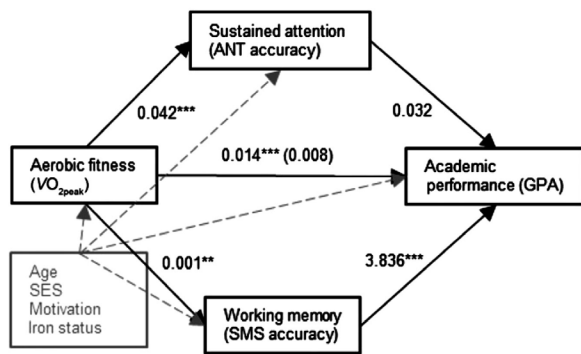 Sustained attention
(ANT accuracy)
0.042***
0.032
Aerobic fitness
(VO2peak)
0.014*** (0.008)
Academic
performance (GPA)
Age
SES
Motivation
Iron status
0.001**
3.836***
Working memory
(SMS accuracy)